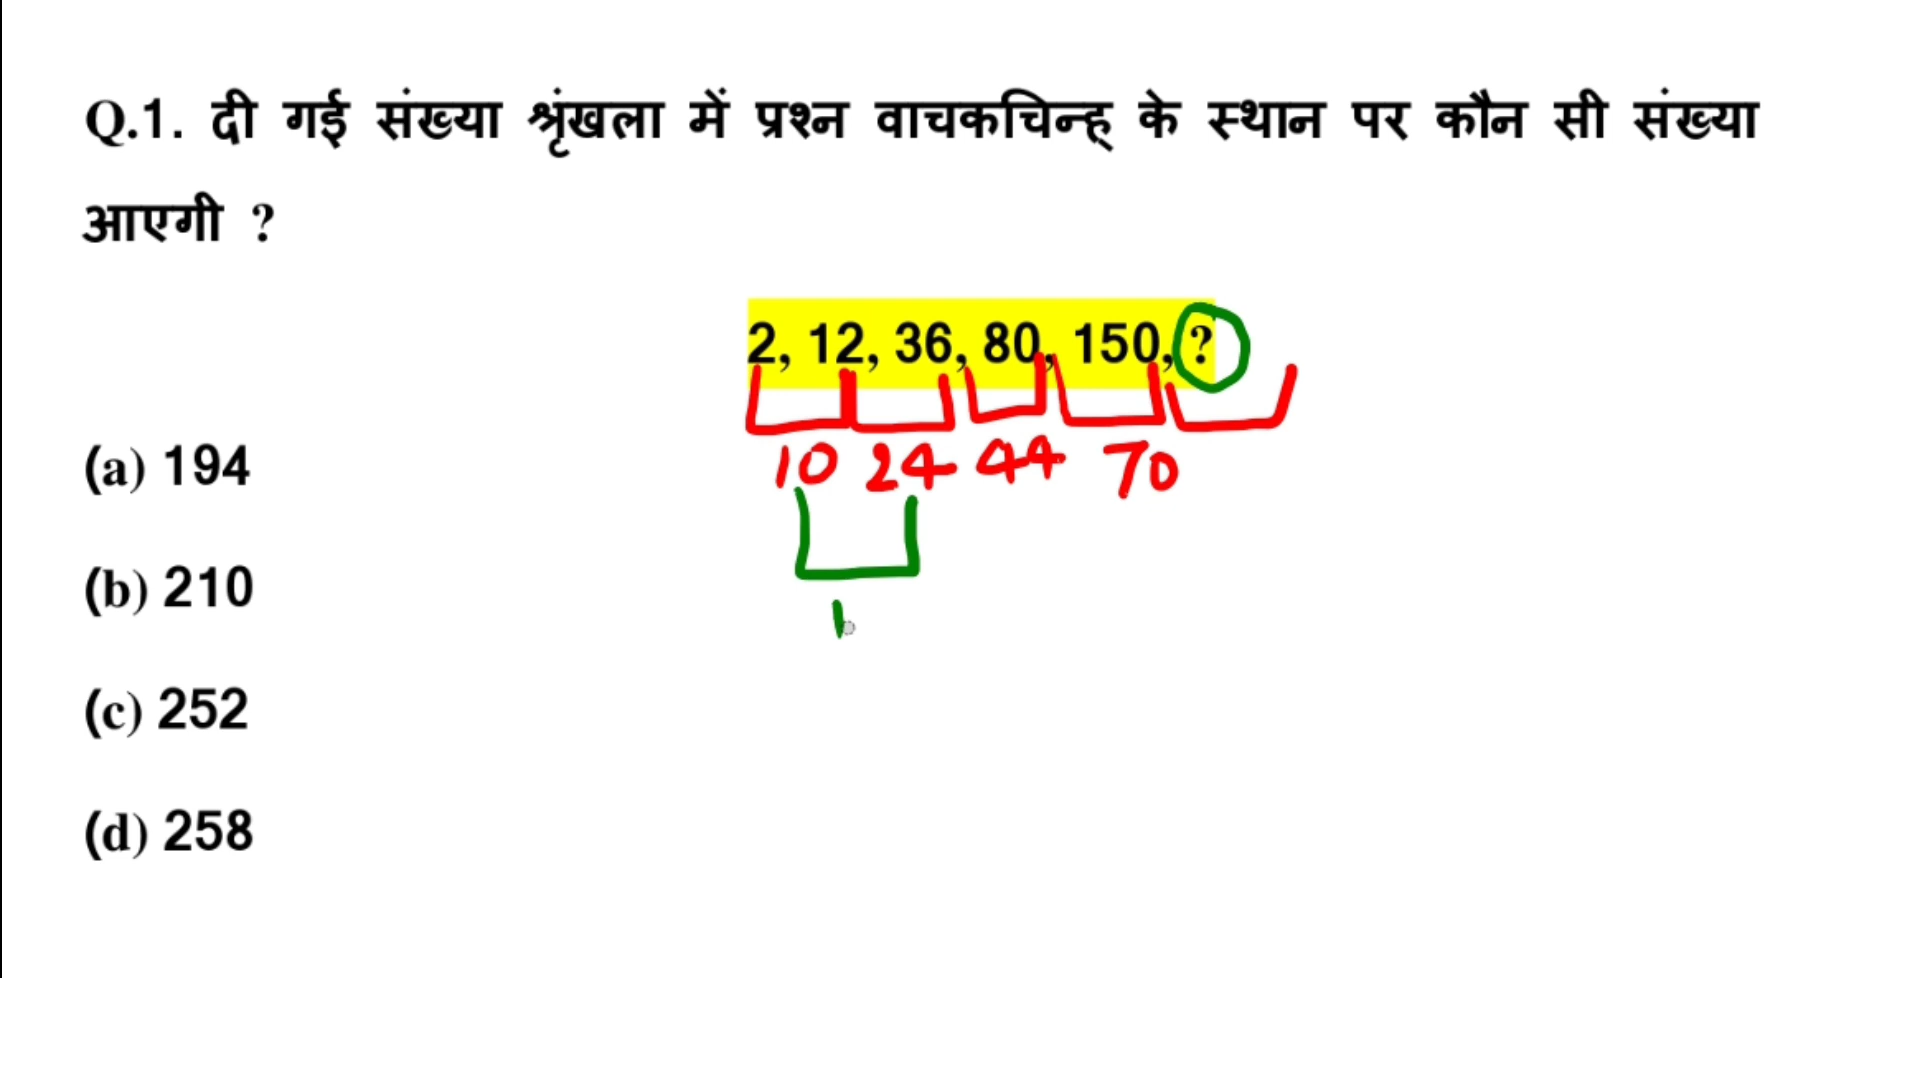 Q.1. दी गई संख्या श्रृंखला में प्रश्न वाचकचिन्ह् के स्थान पर कौन सी संख्या
आएगी ?
2, 12, 36, 80, 150, ?
10 24 44 70
(a) 194
(b) 210
(c) 252
(d) 258